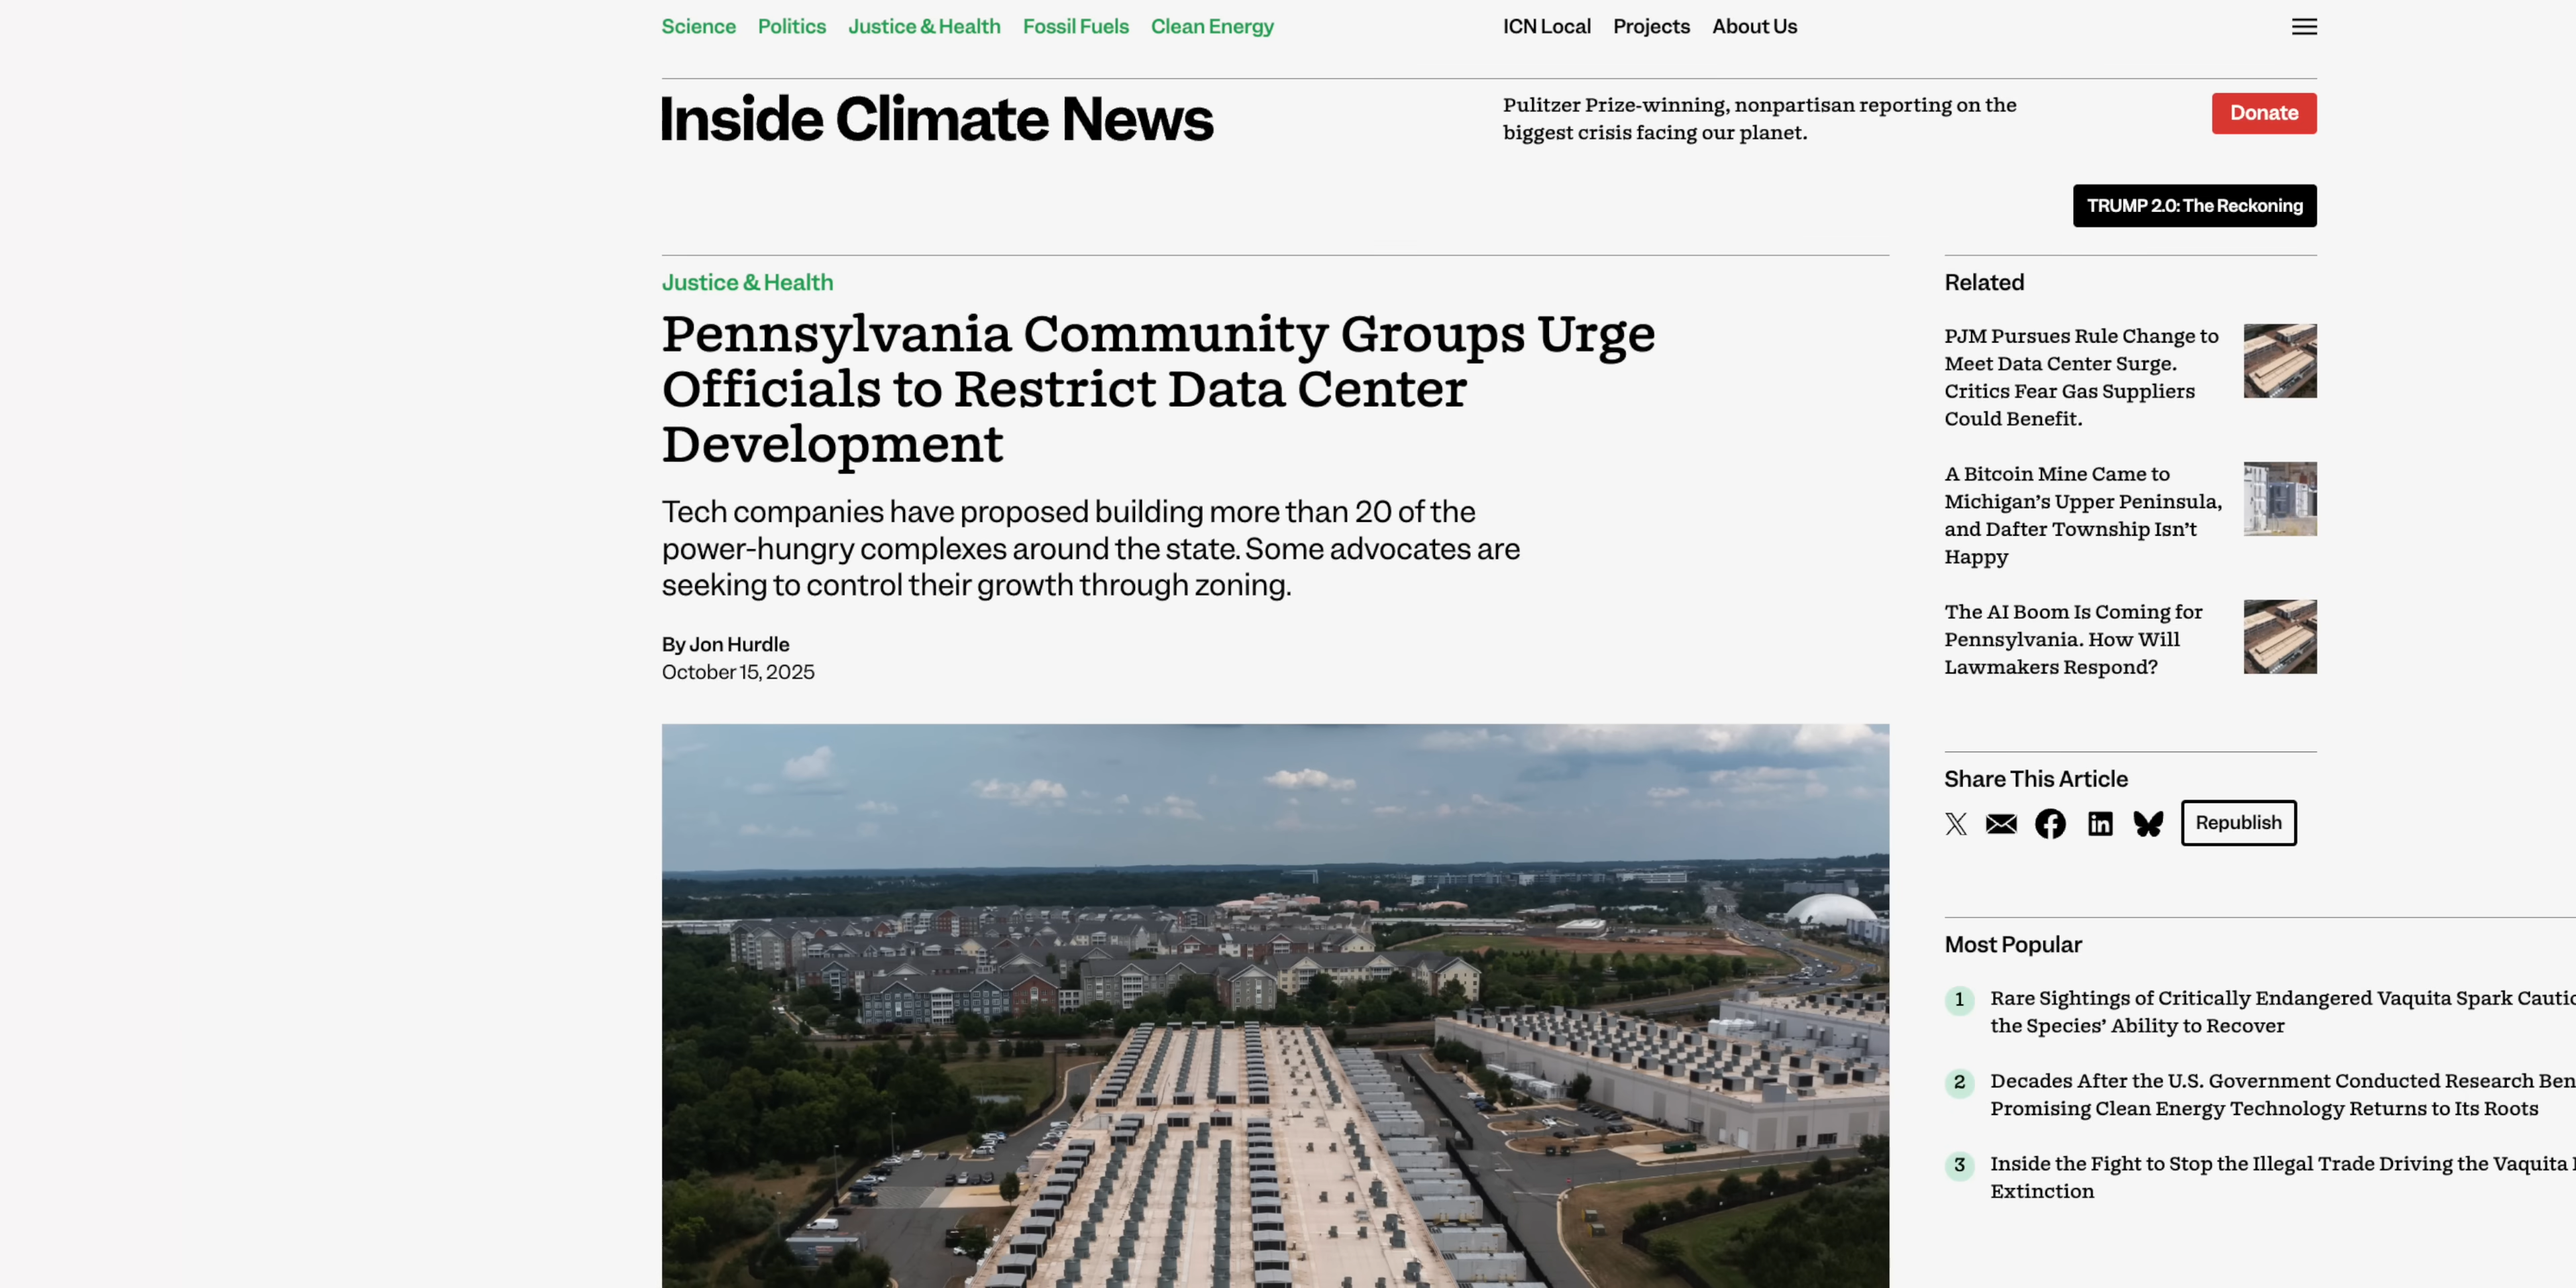 Science Politics Justice & Health Fossil Fuels Clean Energy
ICN Local Projects About Us
Inside Climate News
Pulitzer Prize-winning, nonpartisan reporting on the
biggest crisis facing our planet.
Donate
TRUMP 2.0: The Reckoning
Justice & Health
Pennsylvania Community Groups Urge
Officials to Restrict Data Center
Development
Tech companies have proposed building more than 20 of the
power-hungry complexes around the state. Some advocates are
seeking to control their growth through zoning.
By Jon Hurdle
October 15, 2025
Related
PJM Pursues Rule Change to
Meet Data Center Surge.
Critics Fear Gas Suppliers
Could Benefit.
A Bitcoin Mine Came to
Michigan’s Upper Peninsula,
and Dafter Township Isn’t
Happy
The AI Boom Is Coming for
Pennsylvania. How Will
Lawmakers Respond?
Share This Article
Republish
Most Popular
1 Rare Sightings of Critically Endangered Vaquita Spark
the Species’ Ability to Recover
2 Decades After the U.S. Government Conducted Research
Promising Clean Energy Technology Returns to Its Roots
3 Inside the Fight to Stop the Illegal Trade Driving the Vaquita
Extinction